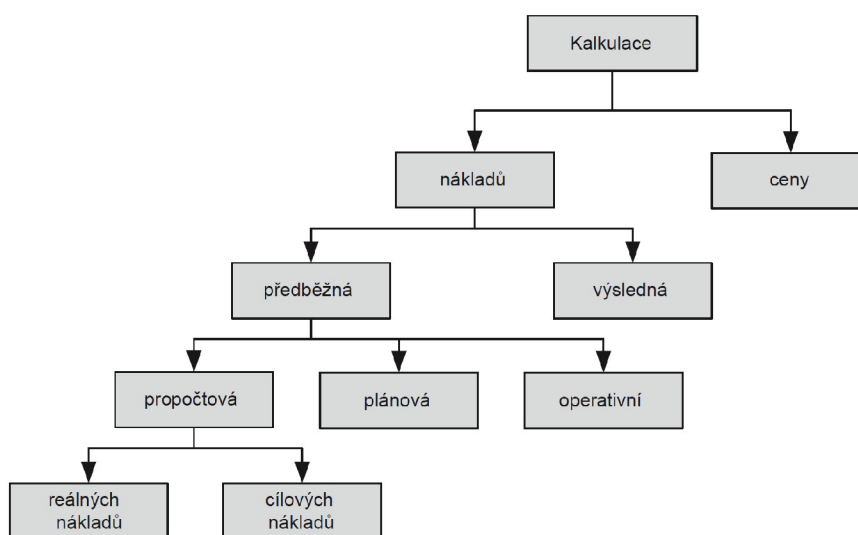 Kalkulace
nákladů
ceny
předběžná
výsledná
propočtová
plánová
operativní
reálných
nákladů
cílových
nákladů